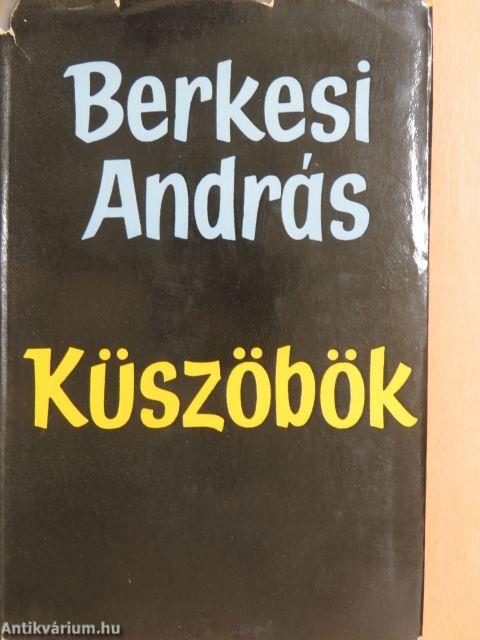 Berkesi
András
Küszöbök
Antikvárium.hu